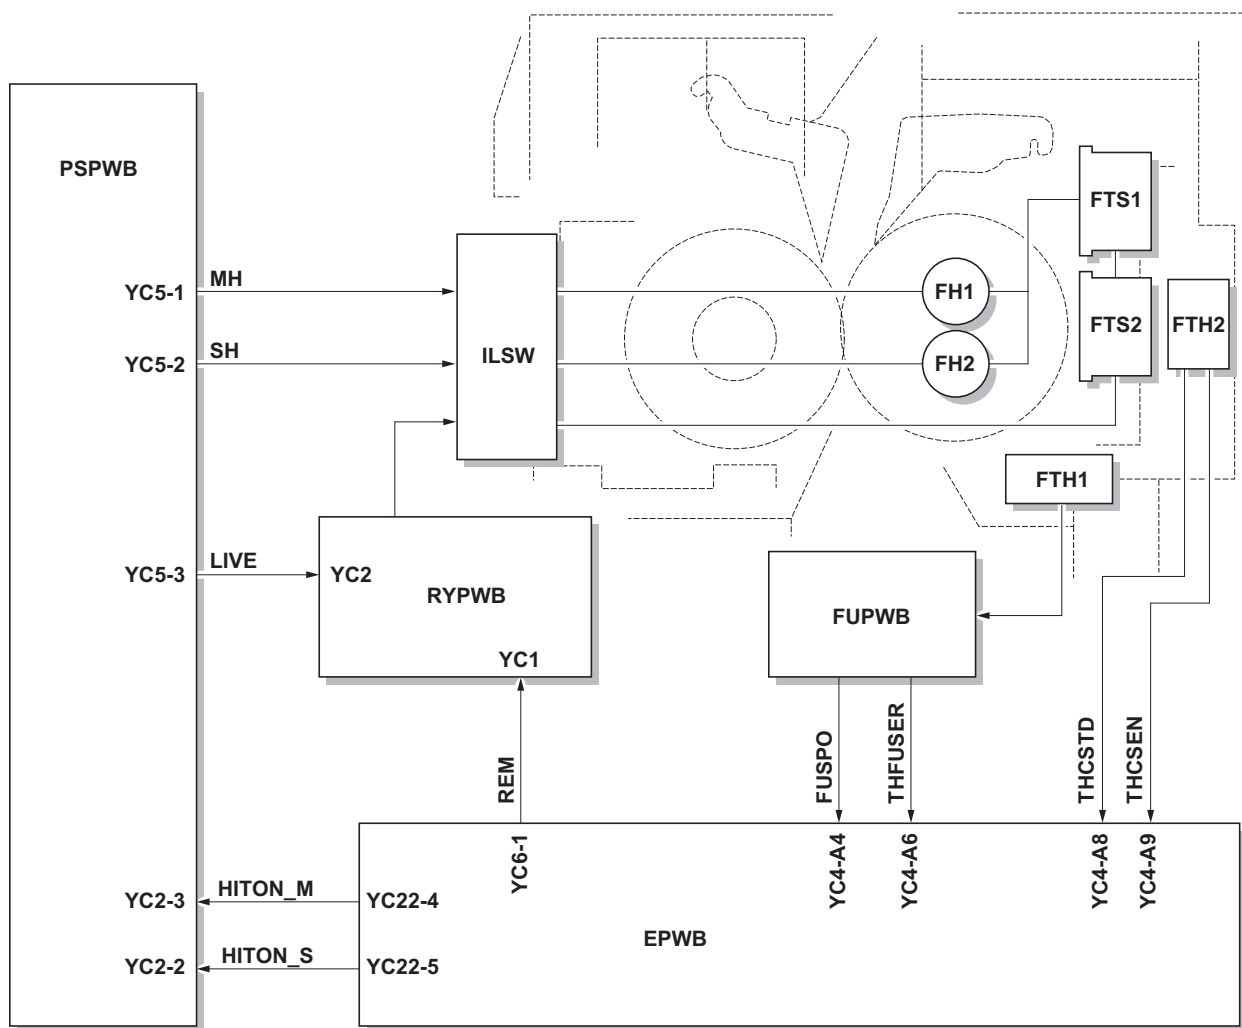 PSPWB
FTS1
YC5-1
MH
FH1
FTS2
FTH2
YC5-2
SH
ILSW
FH2
FTH1
YC5-3
LIVE
YC2
RYPWB
FUPWB
YC1
REM
FUSPO
THFUSER
THCSTD
THCSEN
YC6-1
YC4-A4
YC4-A6
YC4-A8
YC4-A9
YC2-3
HITON_M
YC22-4
EPWB
YC2-2
HITON_S
YC22-5